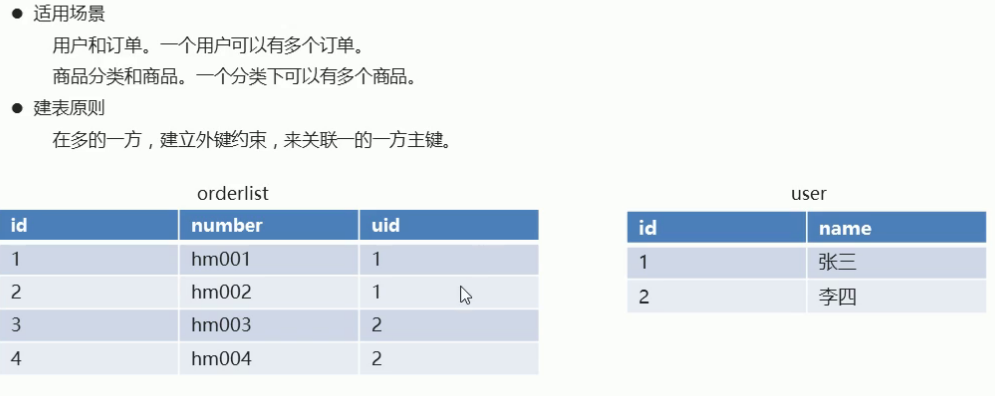 ● 适用场景
用户和订单。一个用户可以有多个订单。
商品分类和商品。一个分类下可以有多个商品。
● 建表原则
在多的一方，建立外键约束，来关联一的一方主键。
orderlist
id number uid
1 hm001 1
2 hm002 1
3 hm003 2
4 hm004 2
user
id name
1 张三
2 李四